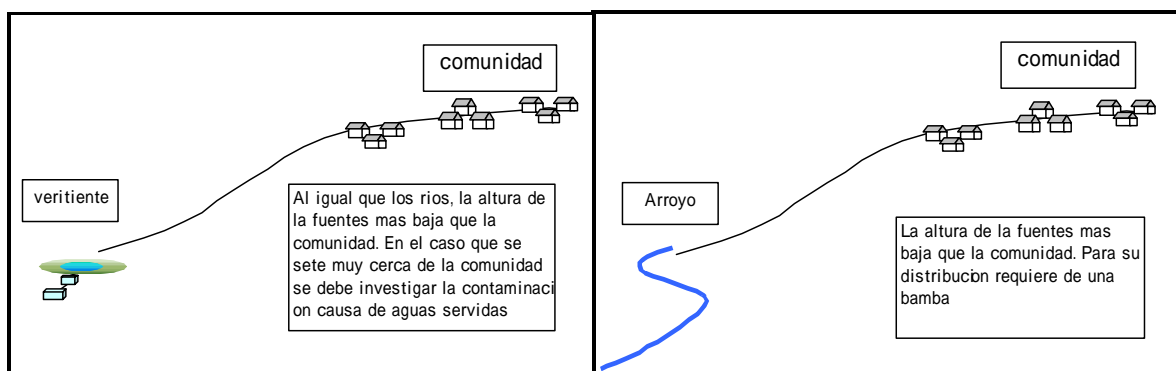 comunidad
veritiente
Al igual que los rios, la altura de
la fuentes mas baja que la
comunidad. En el caso que se
sete muy cerca de la comunidad
se debe investigar la contaminaci
on causa de aguas servidas
comunidad
Arroyo
La altura de la fuentes mas
baja que la comunidad. Para su
distribucion requiere de una
bamba